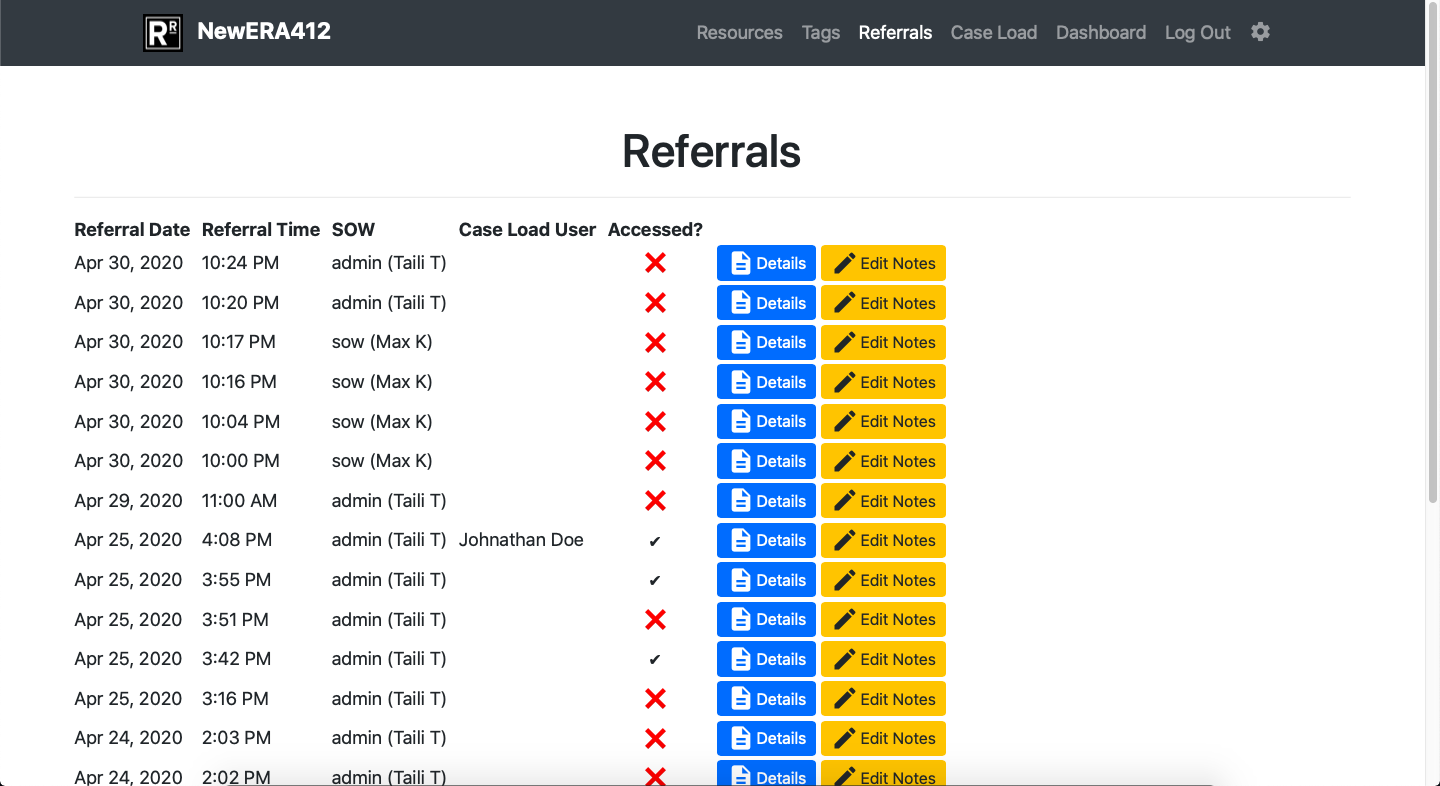 RR NewERA412 Resources Tags Referrals Case Load Dashboard Log Out
Referrals
Referral Date Referral Time SOW Case Load User Accessed?
Apr 30, 2020 10:24 PM admin (Taili T) ❌ Details Edit Notes
Apr 30, 2020 10:20 PM admin (Taili T) ❌ Details Edit Notes
Apr 30, 2020 10:17 PM sow (Max K) ❌ Details Edit Notes
Apr 30, 2020 10:16 PM sow (Max K) ❌ Details Edit Notes
Apr 30, 2020 10:04 PM sow (Max K) ❌ Details Edit Notes
Apr 30, 2020 10:00 PM sow (Max K) ❌ Details Edit Notes
Apr 29, 2020 11:00 AM admin (Taili T) ❌ Details Edit Notes
Apr 25, 2020 4:08 PM admin (Taili T) Johnathan Doe ✔ Details Edit Notes
Apr 25, 2020 3:55 PM admin (Taili T) ✔ Details Edit Notes
Apr 25, 2020 3:51 PM admin (Taili T) ❌ Details Edit Notes
Apr 25, 2020 3:42 PM admin (Taili T) ✔ Details Edit Notes
Apr 25, 2020 3:16 PM admin (Taili T) ❌ Details Edit Notes
Apr 24, 2020 2:03 PM admin (Taili T) ❌ Details Edit Notes
Apr 24, 2020 2:02 PM admin (Taili T) ❌ Details Edit Notes